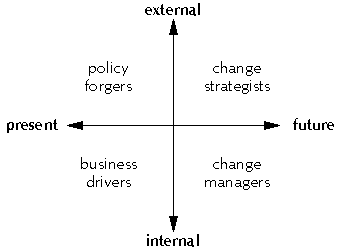 external
policy
forgers
change
strategists
present
future
business
drivers
change
managers
internal